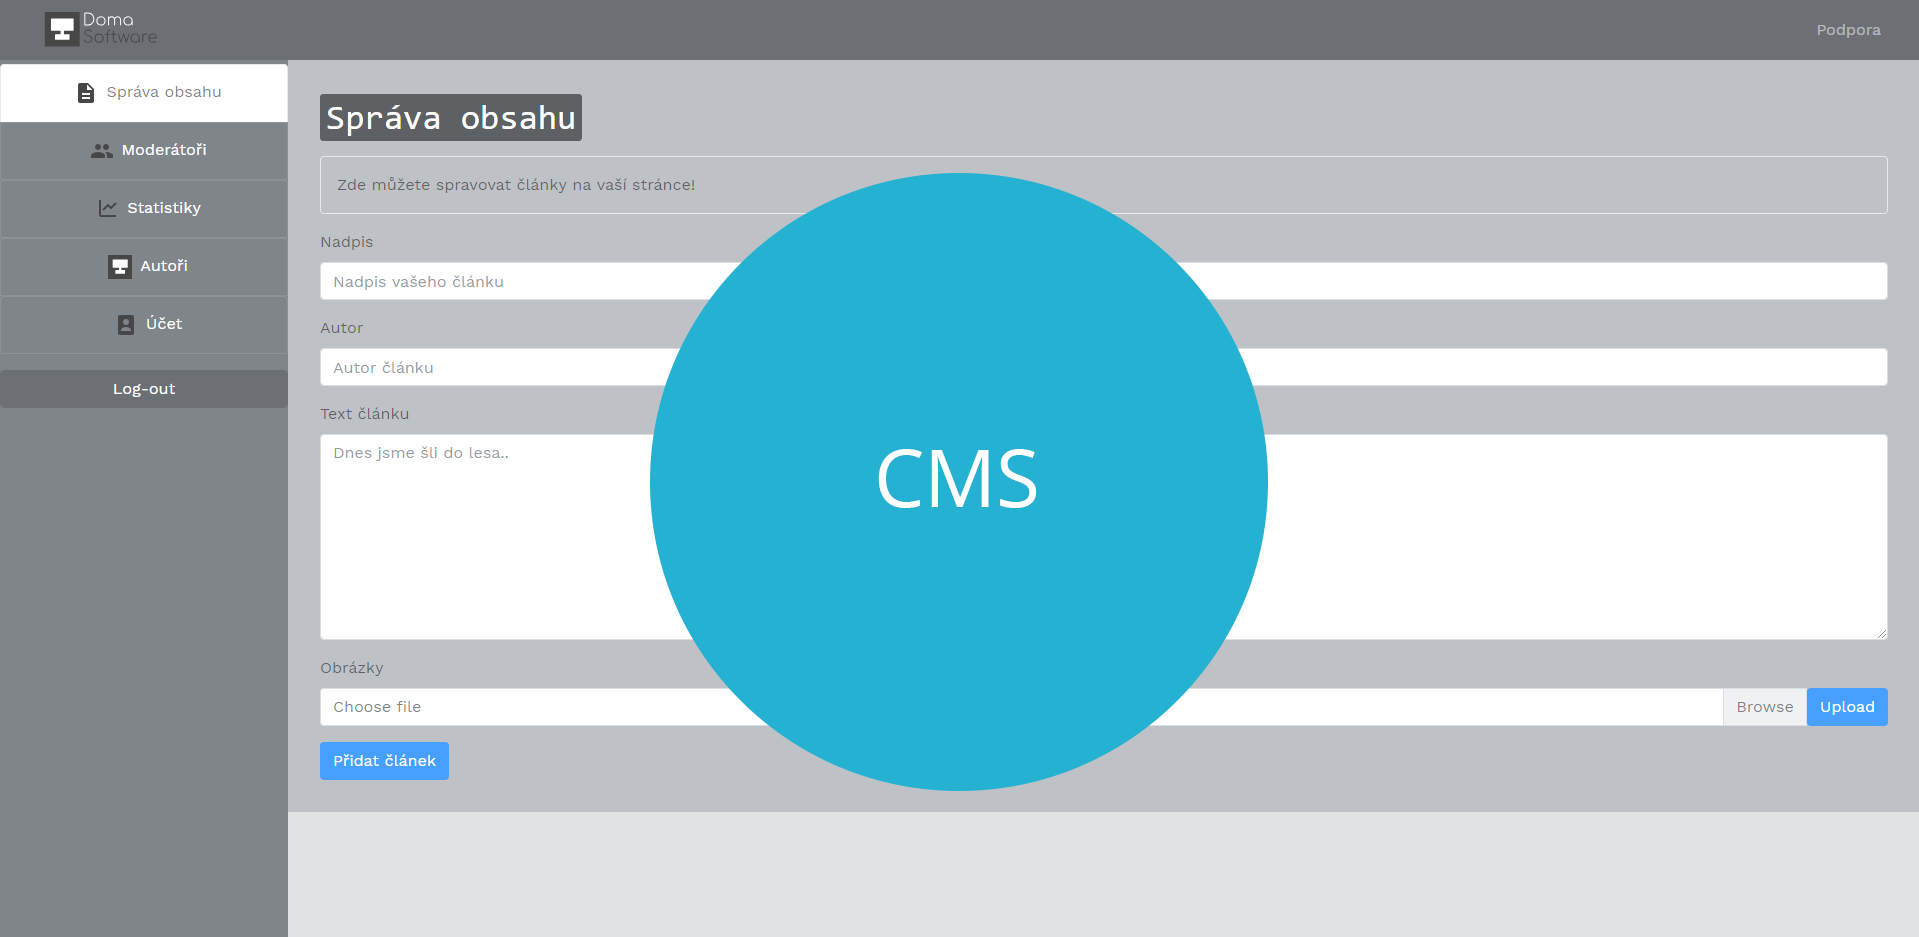 Doma
Software
Podpora
Správa obsahu
Moderátoři
Statistiky
Autoři
Účet
Log-out
Správa obsahu
Zde můžete spravovat články na vaší stránce!
Nadpis
Nadpis vašeho článku
Autor
Autor článku
Text článku
Dnes jsme šli do lesa..
CMS
Obrázky
Choose file
Browse
Upload
Přidat článek